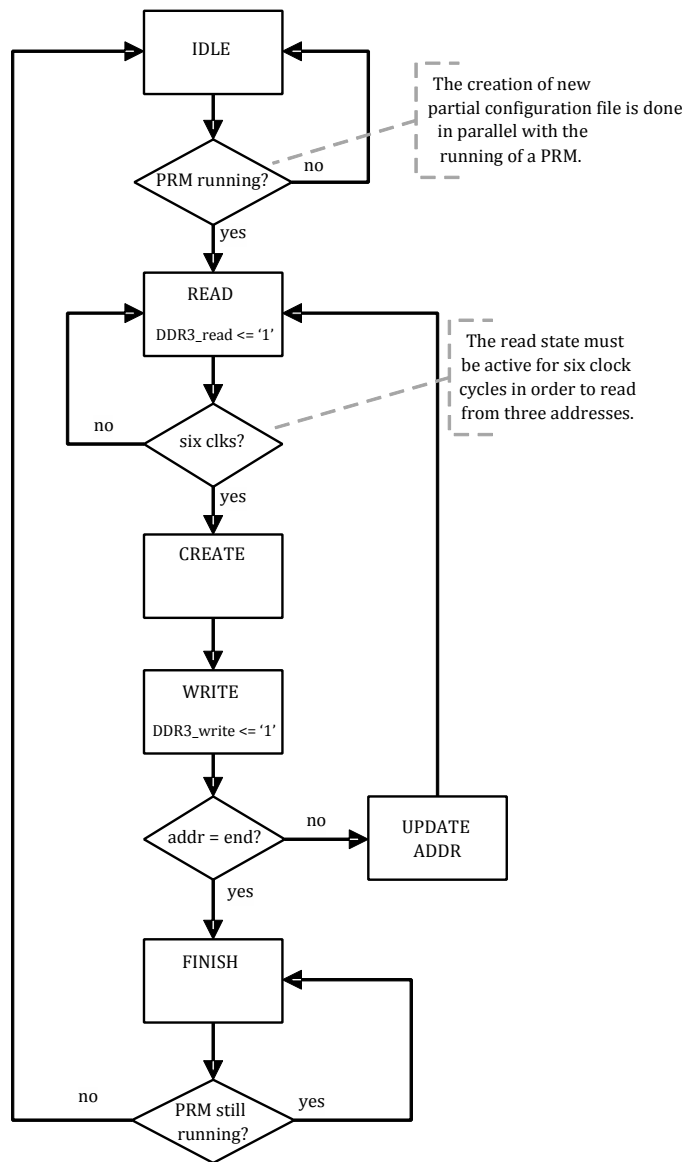 IDLE
The creation of new
partial configuration file is done
in parallel with the
running of a PRM.
PRM running?
no
yes
READ
DDR3_read <= ‘1’
The read state must
be active for six clock
cycles in order to read
from three addresses.
no
six clks?
yes
CREATE
WRITE
DDR3_write <= ‘1’
addr = end?
no
UPDATE
ADDR
yes
FINISH
no
PRM still
running?
yes